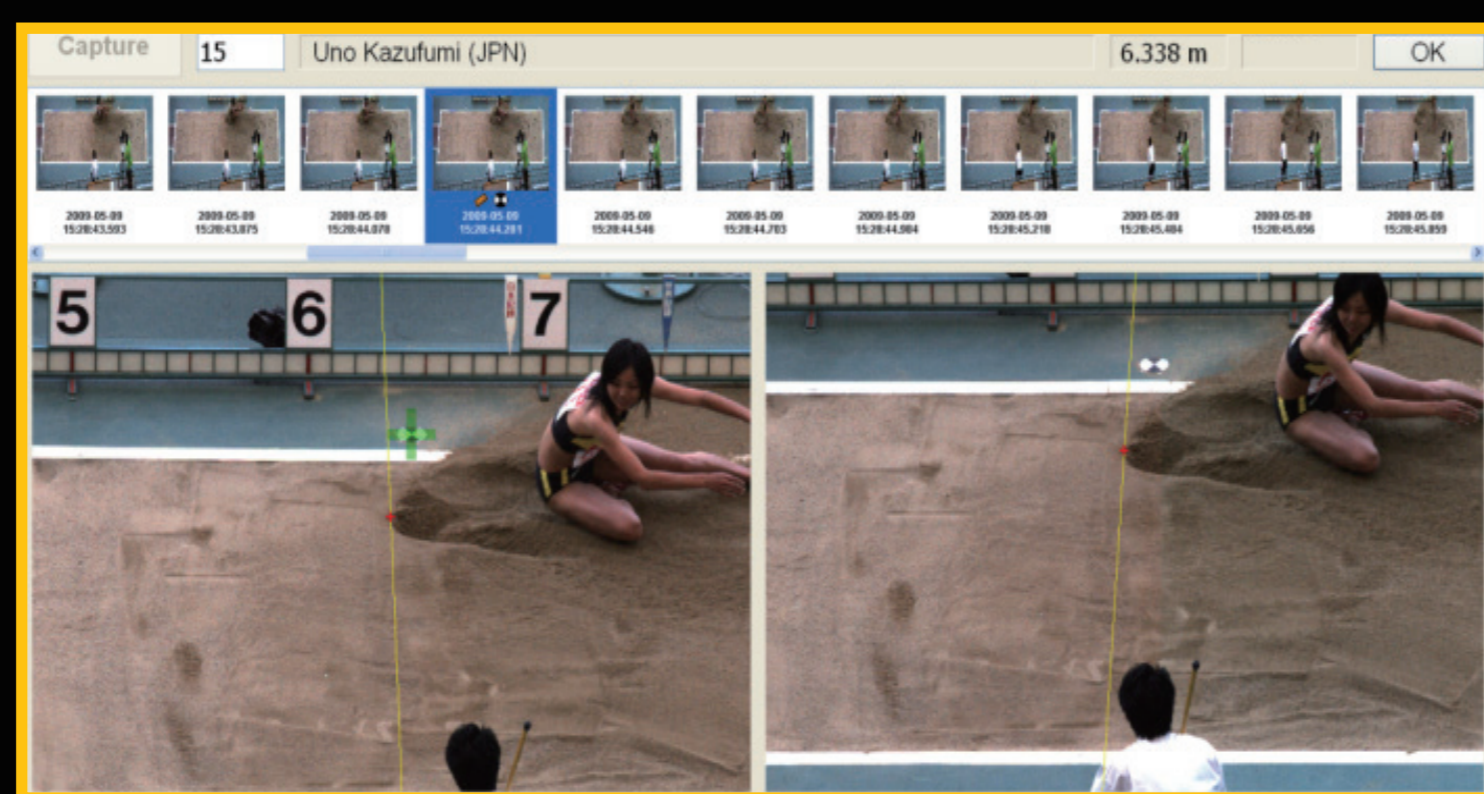 Capture
15
Uno Kazufumi (JPN)
6.338 m
OK
2009-05-09 2009-05-09 2009-05-09 2009-05-09 2009-05-09 2009-05-09 2009-05-09 2009-05-09 2009-05-09 2009-05-09 2009-05-09
15:28:43.593 15:28:43.875 15:28:44.078 15:28:44.281 15:28:44.546 15:28:44.703 15:28:44.984 15:28:45.218 15:28:45.484 15:28:45.656 15:28:45.859
5 6 7